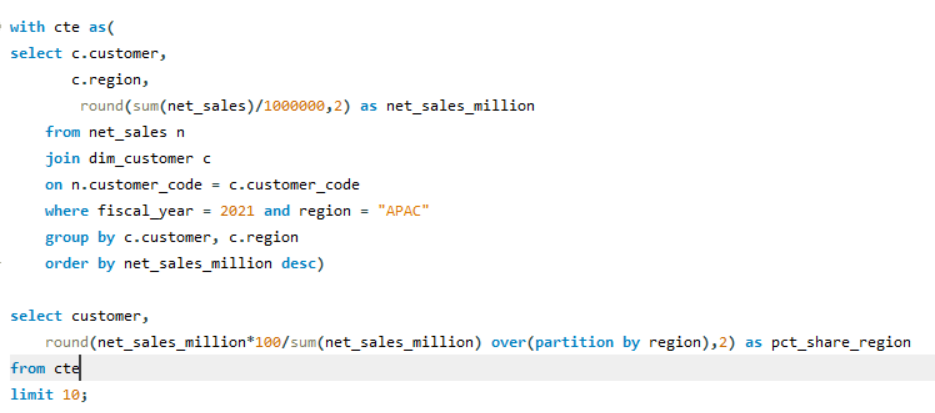 with cte as(
select c.customer,
c.region,
round(sum(net_sales)/1000000,2) as net_sales_million
from net_sales n
join dim_customer c
on n.customer_code = c.customer_code
where fiscal_year = 2021 and region = "APAC"
group by c.customer, c.region
order by net_sales_million desc)
select customer,
round(net_sales_million*100/sum(net_sales_million) over(partition by region),2) as pct_share_region
from cte
limit 10;